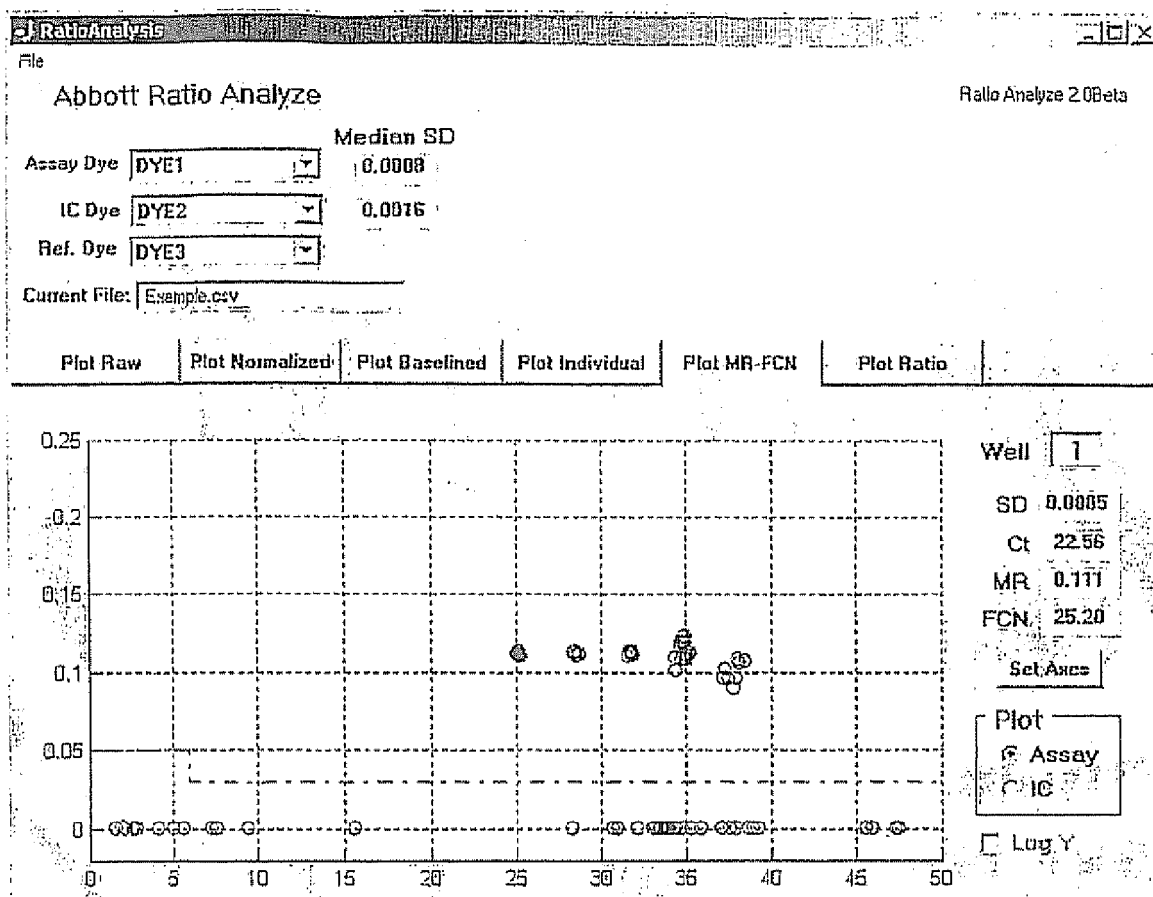 RatioAnalysis
File
Abbott Ratio Analyze
Ratio Analyze 2.0Beta
Median SD
Assay Dye DYE1 0.0008
IC Dye DYE2 0.0016
Ref. Dye DYE3
Current File: Example.csv
Plot Raw Plot Normalized Plot Baselined Plot Individual Plot MR-FCN Plot Ratio
0.25
0.2
0.15
0.1
0.05
0
0 5 10 15 20 25 30 35 40 45 50
Well 1
SD 0.0005
Ct 22.56
MR 0.111
FCN 25.20
Set Axes
Plot
Assay
IC
Log Y